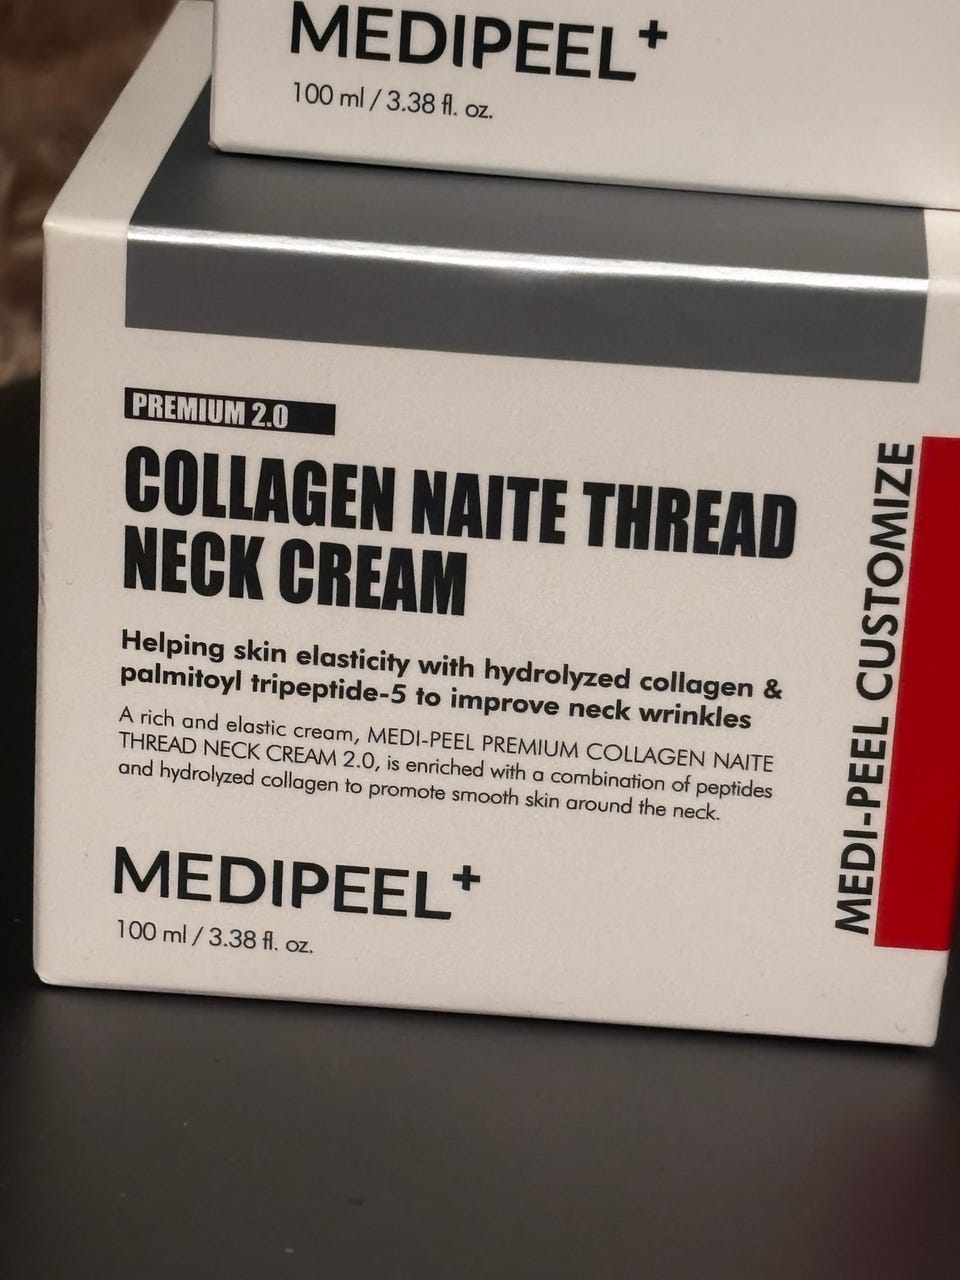 MEDIPEEL+
100 ml / 3.38 fl. oz.
PREMIUM 2.0
COLLAGEN NAITE THREAD
NECK CREAM
Helping skin elasticity with hydrolyzed collagen &
palmitoyl tripeptide-5 to improve neck wrinkles
A rich and elastic cream, MEDI-PEEL PREMIUM COLLAGEN NAITE
THREAD NECK CREAM 2.0, is enriched with a combination of peptides
and hydrolyzed collagen to promote smooth skin around the neck.
MEDIPEEL+
100 ml / 3.38 fl. oz.
MEDI-PEEL CUSTOMIZE